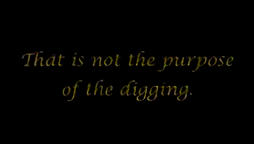 That is not the purpose
of the digging.